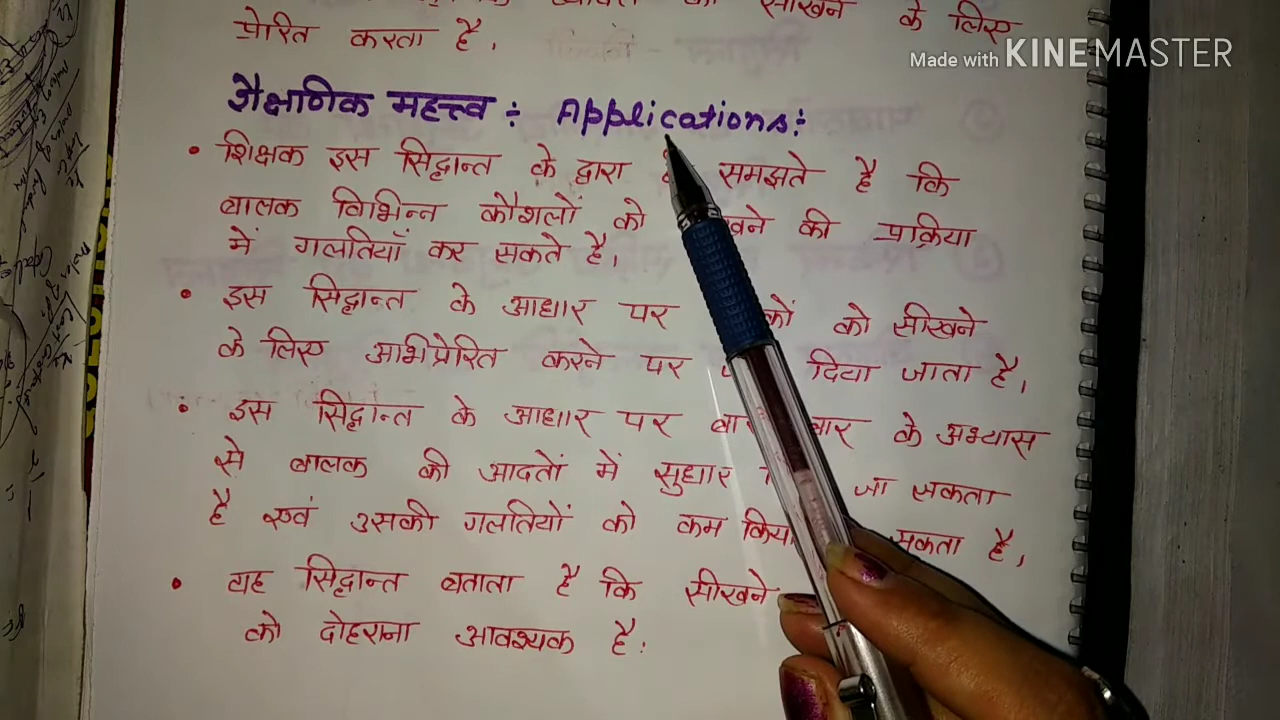 सीखने के लिए
प्रेरित करता है।
Made with KINEMASTER
शैक्षणिक महत्त्व ÷ Applications:
• शिक्षक इस सिद्धान्त के द्वारा समझते है कि
बालक विभिन्न कौशलों को की प्रक्रिया
में गलतियाँ कर सकते है।
• इस सिद्धान्त के आधार पर को सीखने
के लिए अभिप्रेरित करने पर दिया जाता है।
• इस सिद्धान्त के आधार पर बार के अभ्यास
से बालक की आदतों में सुधार जा सकता
है एवं उसकी गलतियों को कम किया सकता है।
• यह सिद्धान्त बताता है कि सीखने
को दोहराना आवश्यक है।